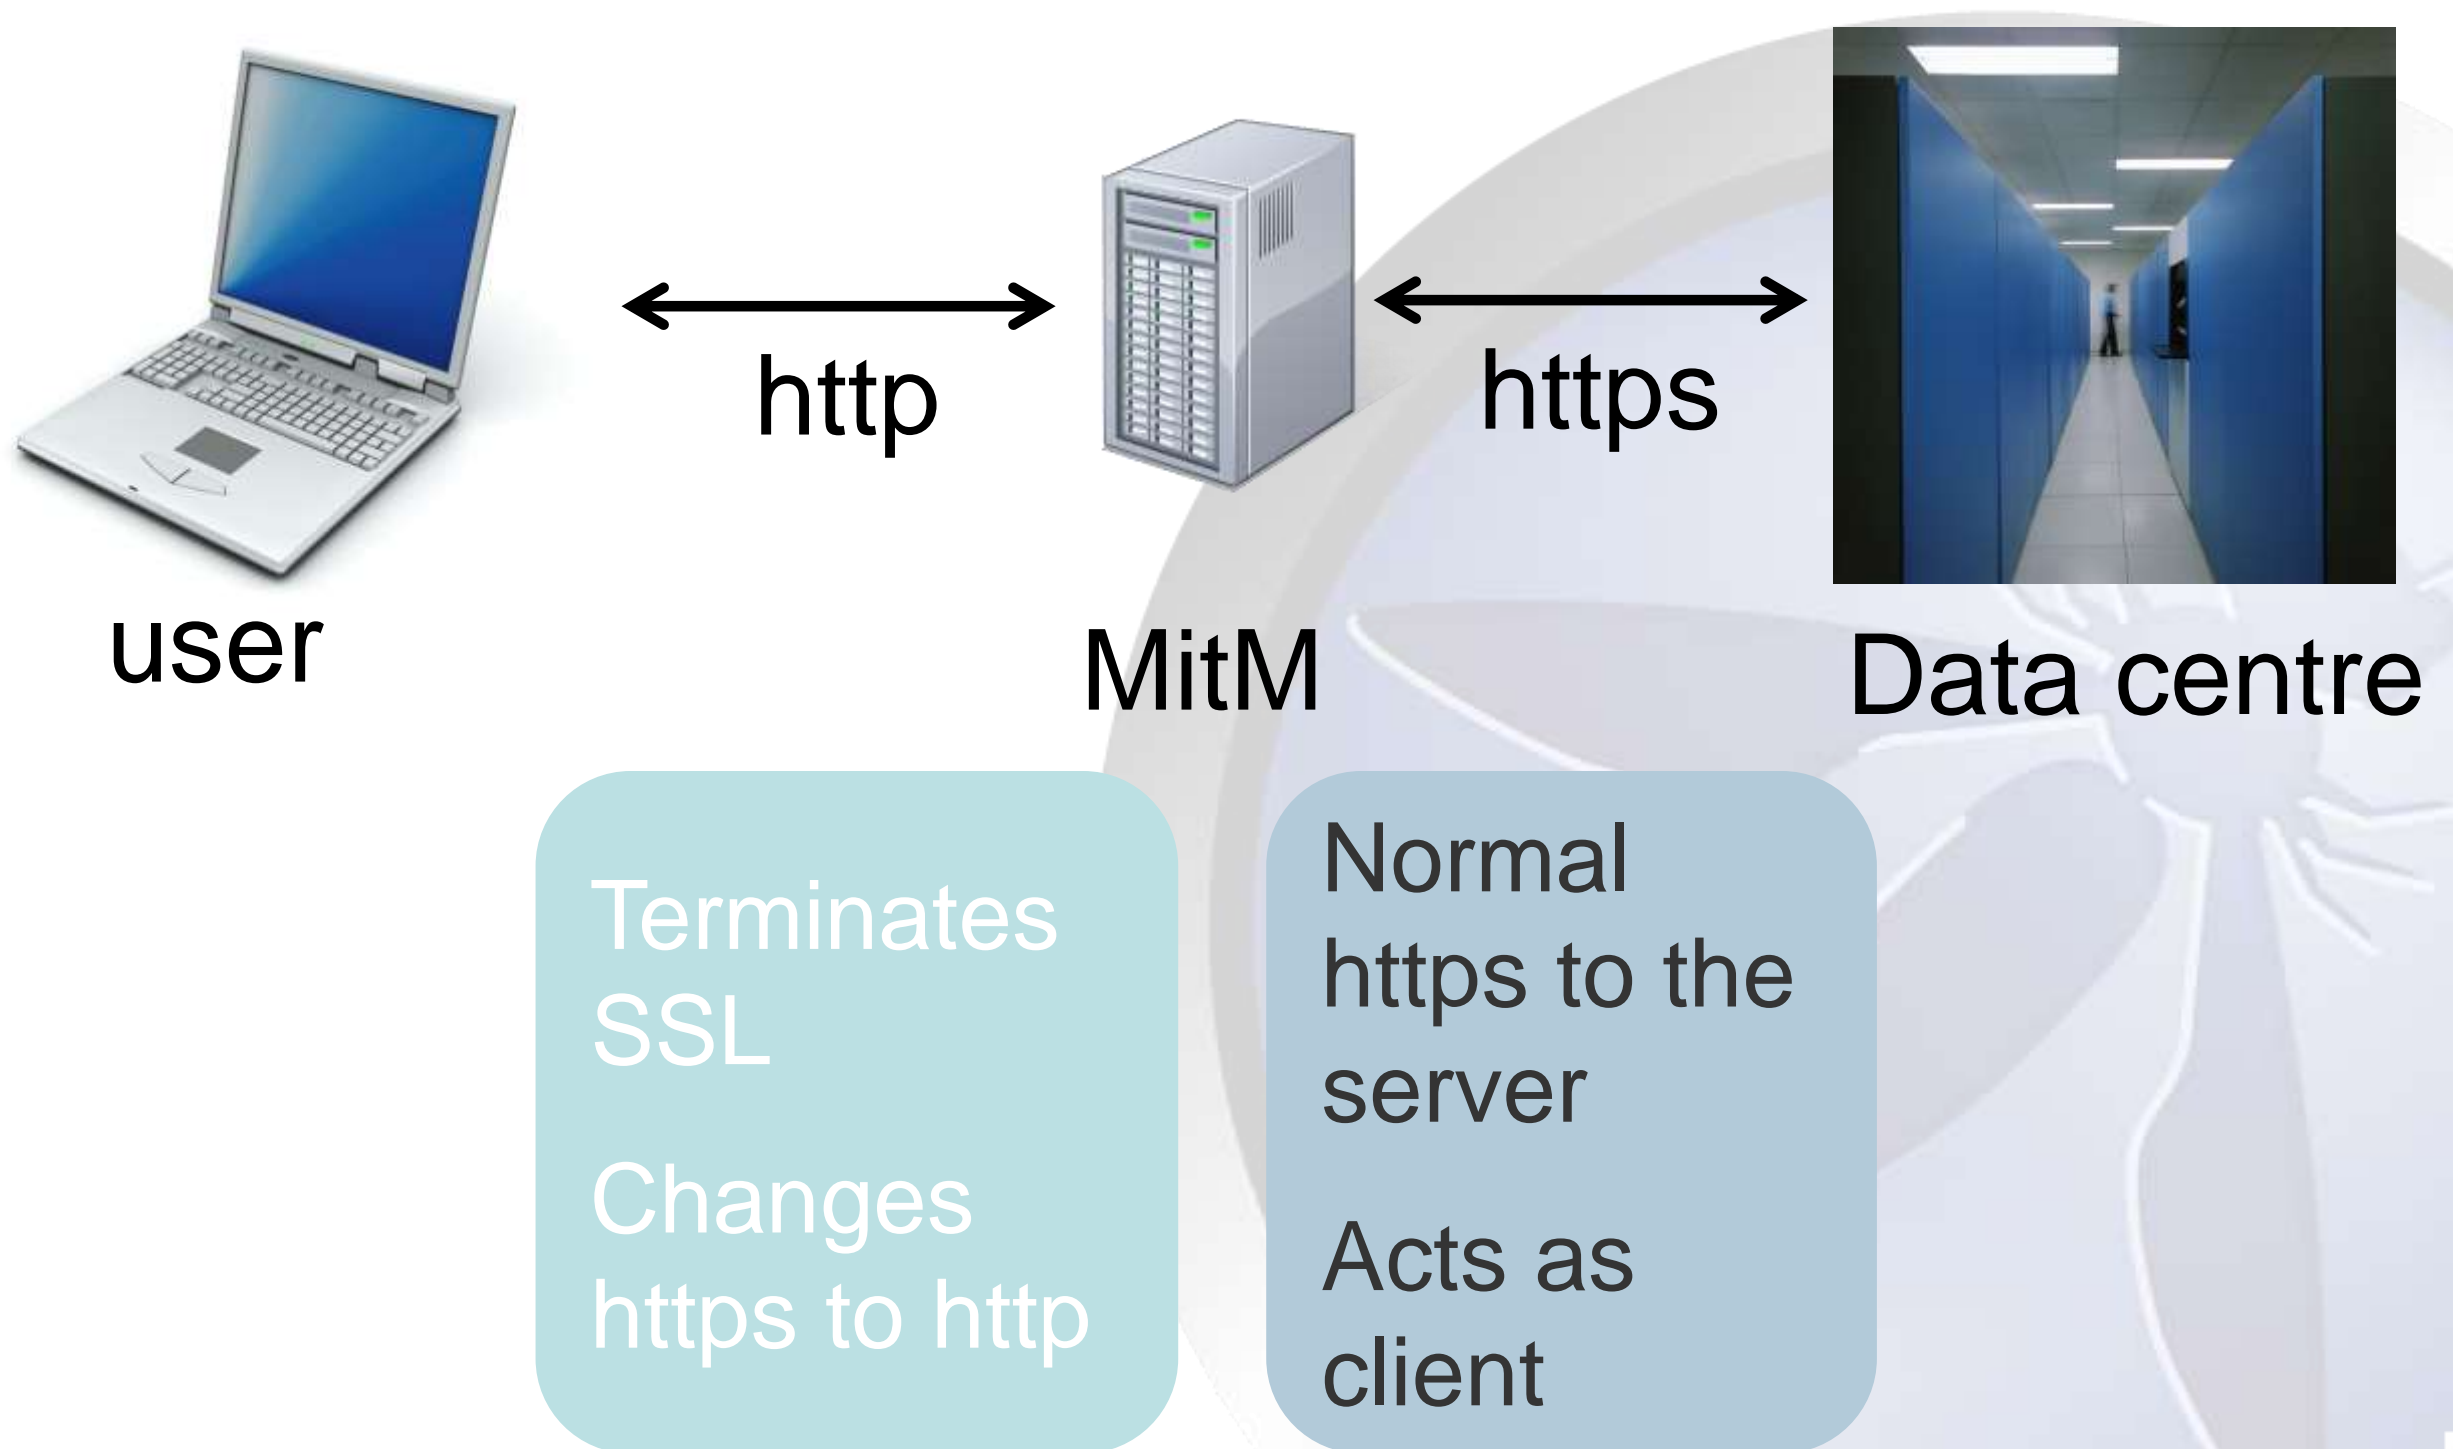 http
https
user
MitM
Data centre
Terminates
SSL
Changes
https to http
Normal
https to the
server
Acts as
client